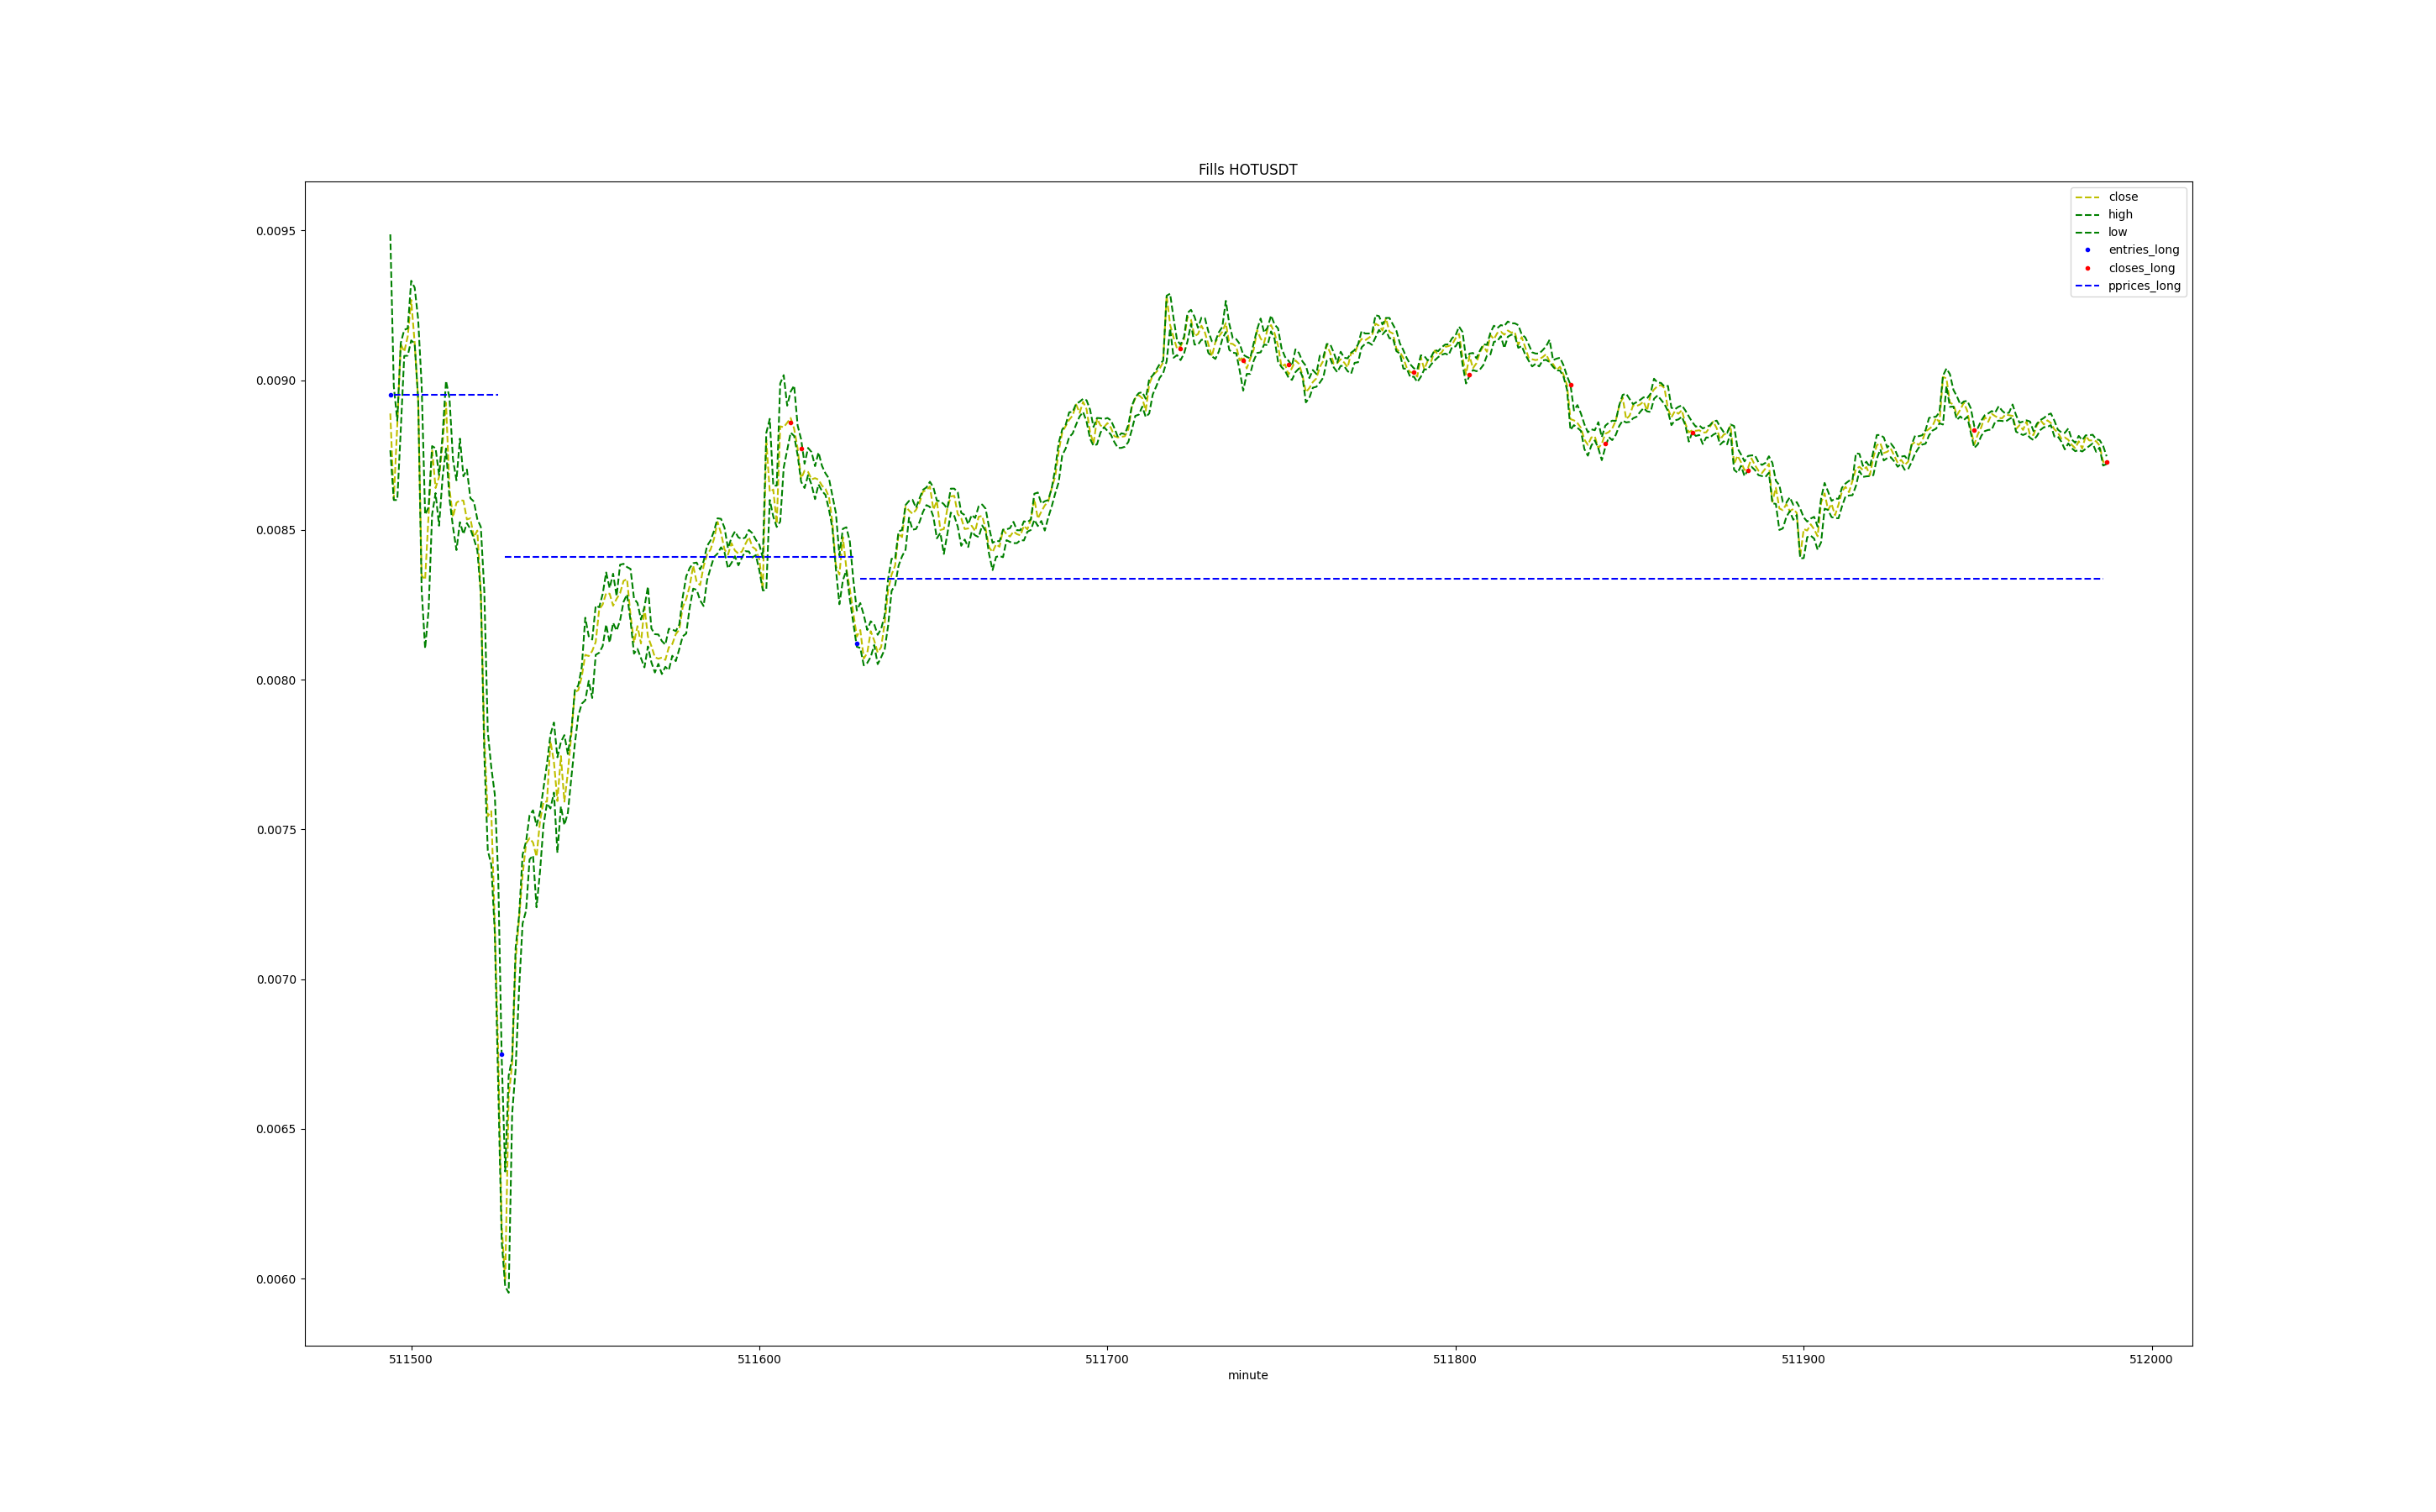 Fills HOTUSDT
close
high
low
entries_long
closes_long
pprices_long
0.0095
0.0090
0.0085
0.0080
0.0075
0.0070
0.0065
0.0060
511500
511600
511700
511800
511900
512000
minute